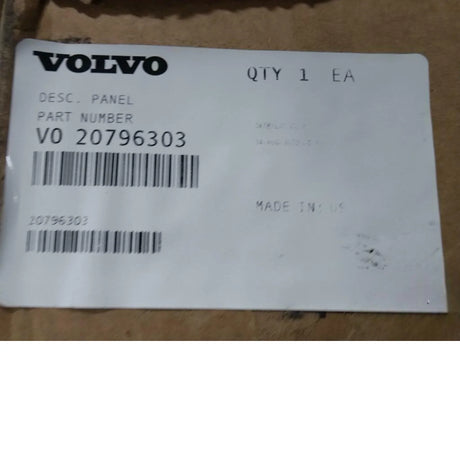 VOLVO
QTY 1 EA
DESC. PANEL
PART NUMBER
VO 20796303
20796303
MADE IN: US